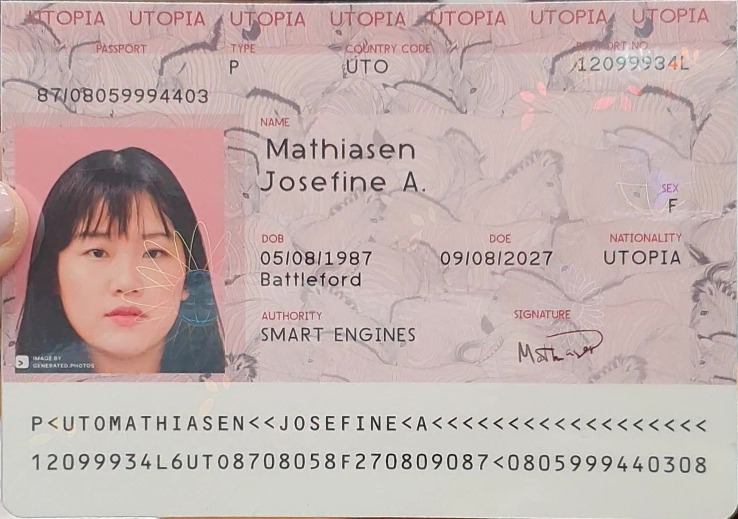 UTOPIA UTOPIA UTOPIA UTOPIA UTOPIA UTOPIA UTOPIA
PASSPORT TYPE COUNTRY CODE PASSPORT NO.
P UTO 12099934L
87/08059994403
NAME
Mathiasen
Josefine A.
SEX
F
DOB DOE NATIONALITY
05/08/1987 09/08/2027 UTOPIA
Battleford
AUTHORITY SIGNATURE
SMART ENGINES
IMAGE BY
GENERATED.PHOTOS
P<UTOMATHIASEN<<JOSEFINE<A<<<<<<<<<<<<<<<<<<
12099934L6UTO8708058F270809087<0805999440308